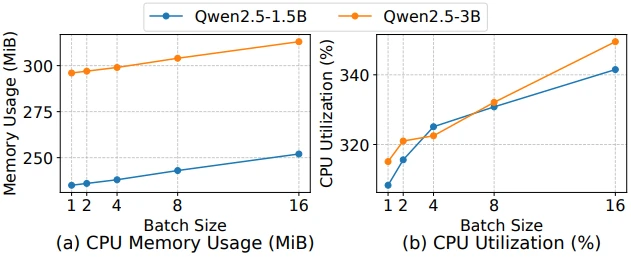 Qwen2.5-1.5B Qwen2.5-3B
Memory Usage (MiB)
300
275
250
1 2 4 8 16
Batch Size
(a) CPU Memory Usage (MiB)
CPU Utilization (%)
340
320
1 2 4 8 16
Batch Size
(b) CPU Utilization (%)